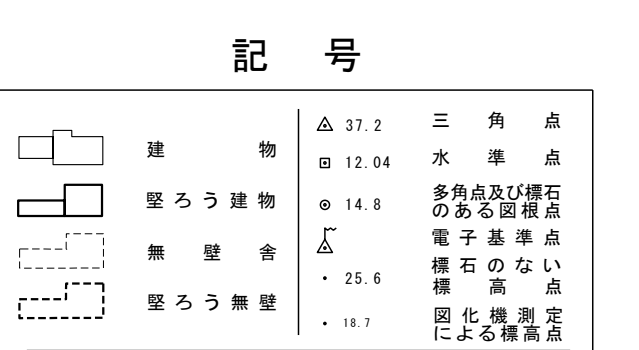 記号
建物
堅ろう建物
無壁舎
堅ろう無壁
37.2 三角点
12.04 水準点
14.8 多角点及び標石
のある図根点
電子基準点
25.6 標石のない
標高点
18.7 図化機測定
による標高点